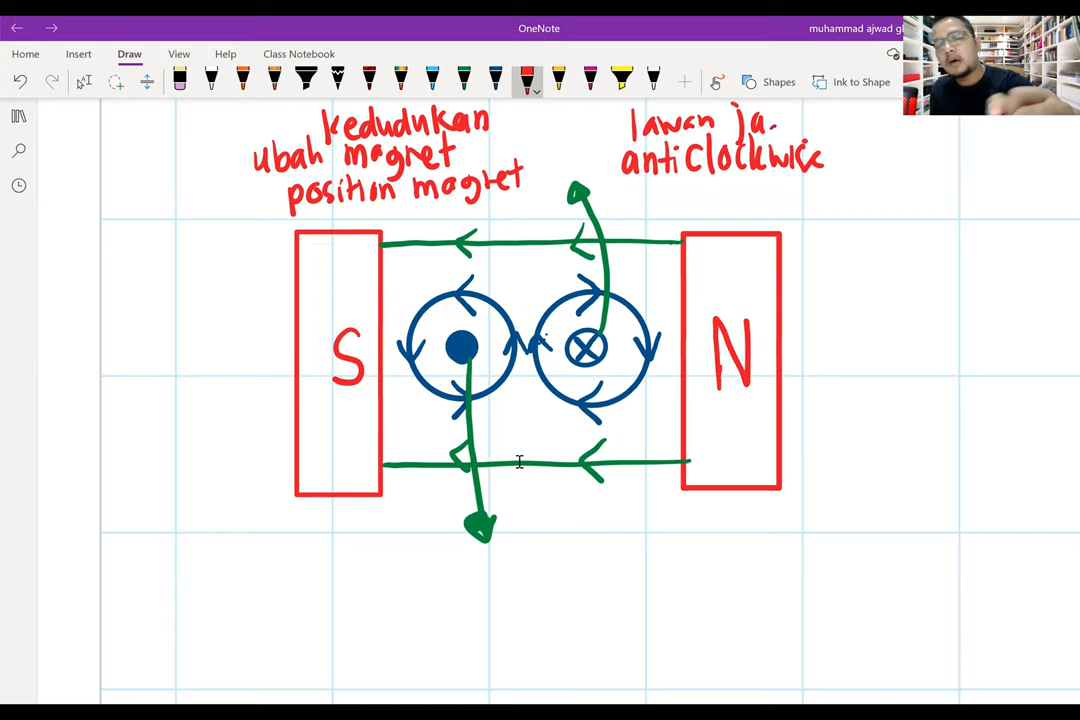 OneNote
muhammad ajwad g
Home Insert Draw View Help Class Notebook
Shapes
Ink to Shape
kedudukan
ubah magnet
position magnet
lawan ja.
anticlockwise
S
N